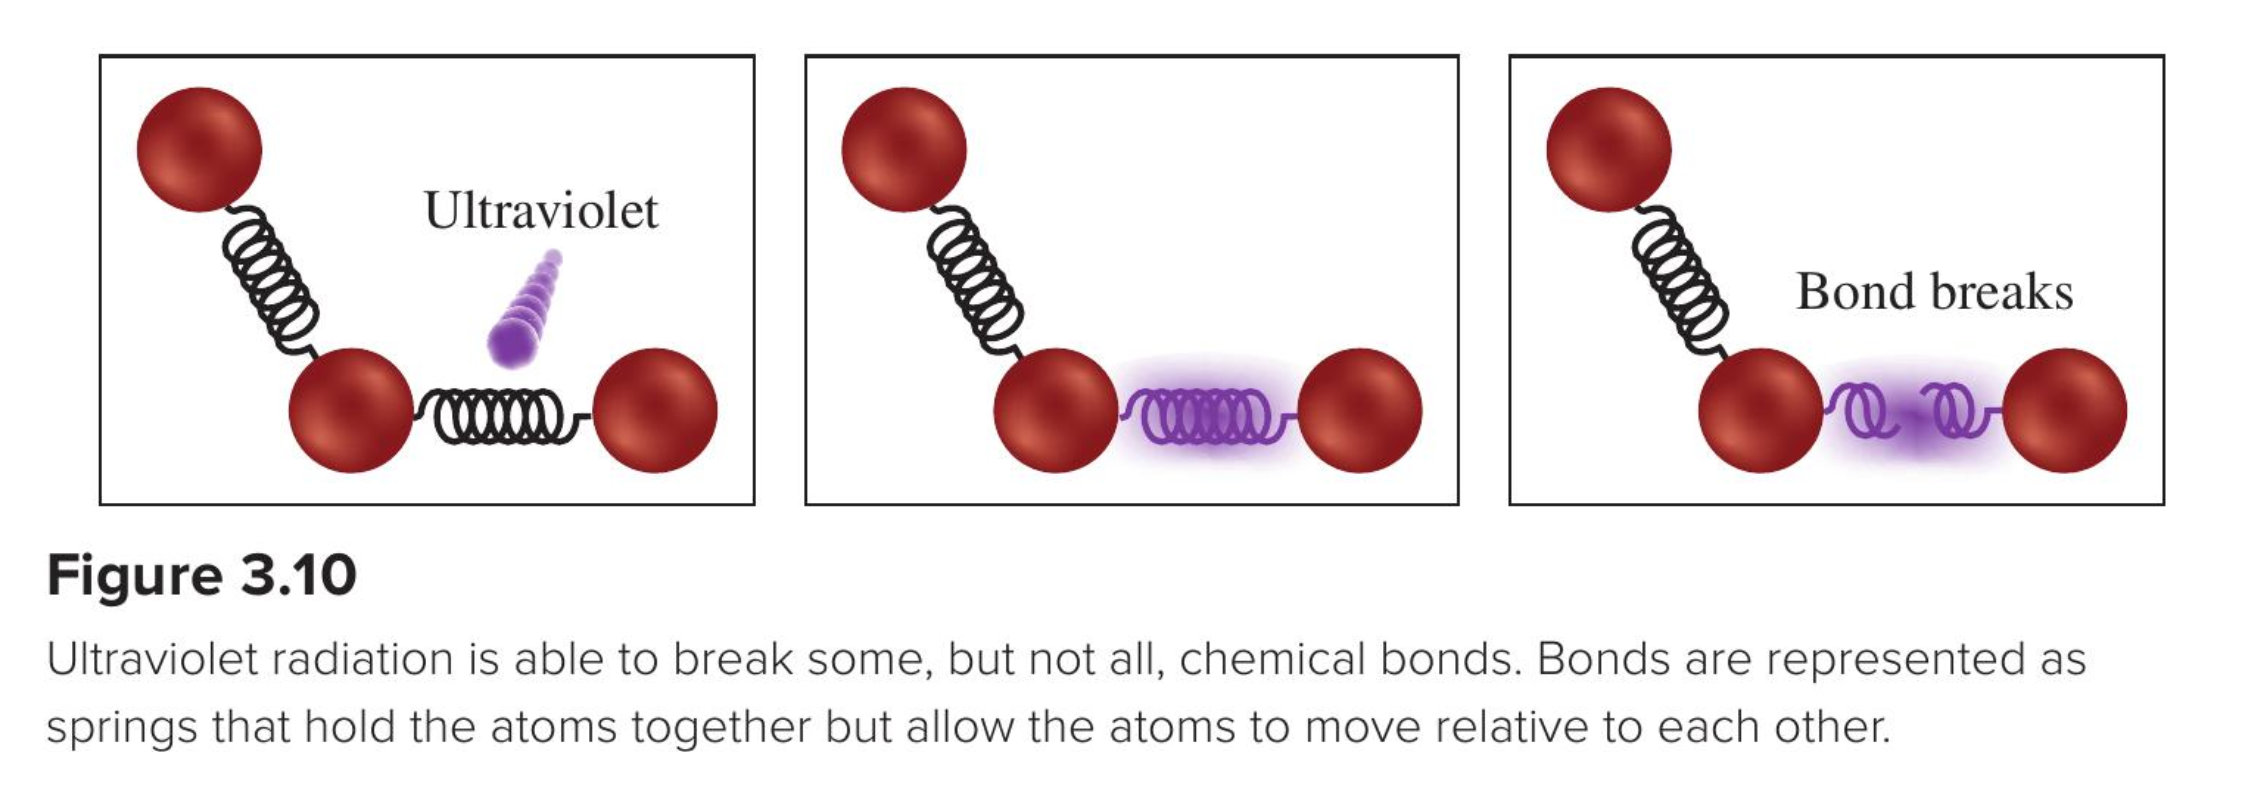 Ultraviolet
Bond breaks
Figure 3.10
Ultraviolet radiation is able to break some, but not all, chemical bonds. Bonds are represented as
springs that hold the atoms together but allow the atoms to move relative to each other.